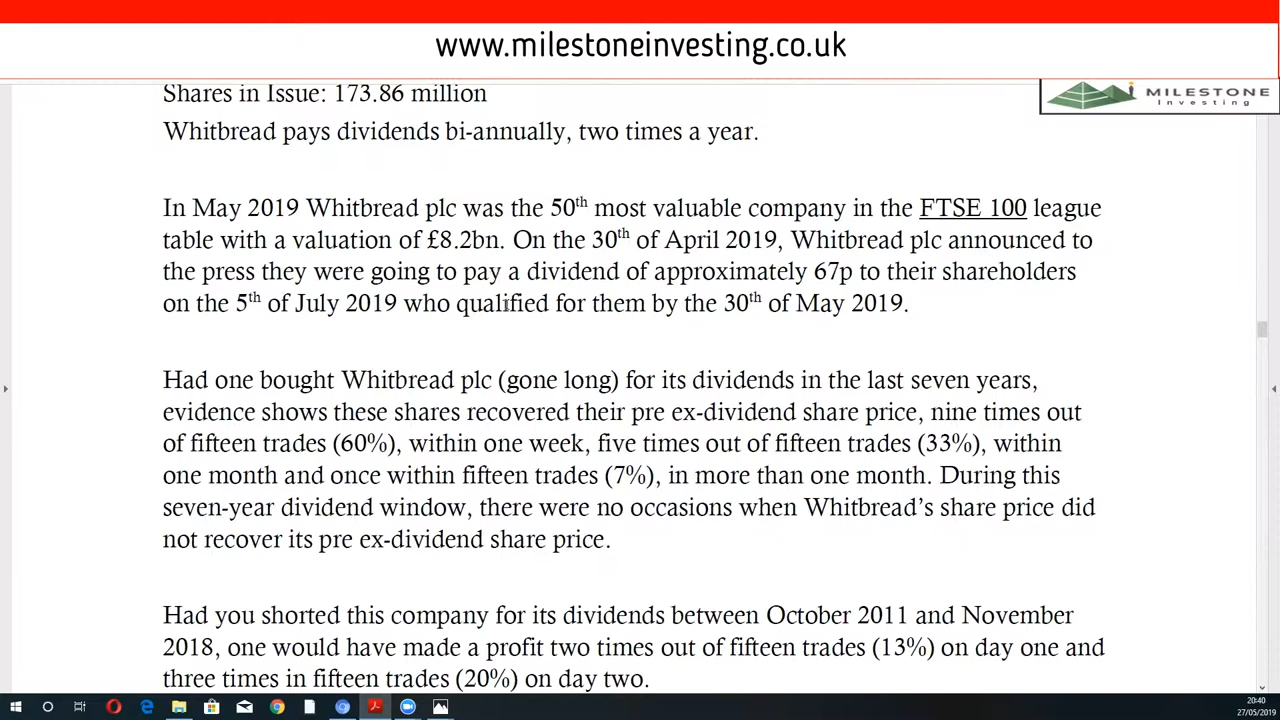 www.milestoneinvesting.co.uk
MILESTONE
Investing
Shares in Issue: 173.86 million
Whitbread pays dividends bi-annually, two times a year.
In May 2019 Whitbread plc was the 50th most valuable company in the FTSE 100 league
table with a valuation of £8.2bn. On the 30th of April 2019, Whitbread plc announced to
the press they were going to pay a dividend of approximately 67p to their shareholders
on the 5th of July 2019 who qualified for them by the 30th of May 2019.
Had one bought Whitbread plc (gone long) for its dividends in the last seven years,
evidence shows these shares recovered their pre ex-dividend share price, nine times out
of fifteen trades (60%), within one week, five times out of fifteen trades (33%), within
one month and once within fifteen trades (7%), in more than one month. During this
seven-year dividend window, there were no occasions when Whitbread's share price did
not recover its pre ex-dividend share price.
Had you shorted this company for its dividends between October 2011 and November
2018, one would have made a profit two times out of fifteen trades (13%) on day one and
three times in fifteen trades (20%) on day two.
20:40
27/05/2019